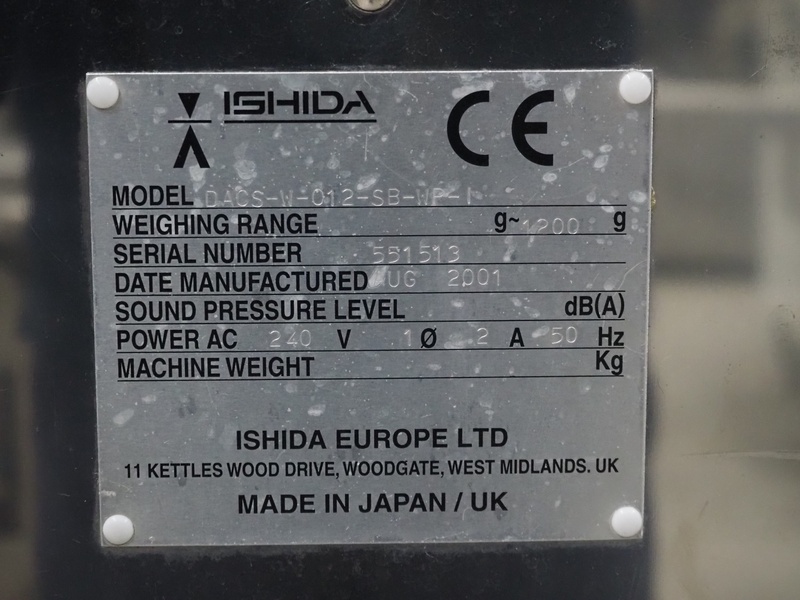 ISHIDA CE
MODEL DACS-W-012-SB-WP-I
WEIGHING RANGE g~ 1200 g
SERIAL NUMBER 551513
DATE MANUFACTURED AUG 2001
SOUND PRESSURE LEVEL dB(A)
POWER AC 240 V 1 Ø 2 A 50 Hz
MACHINE WEIGHT Kg
ISHIDA EUROPE LTD
11 KETTLES WOOD DRIVE, WOODGATE, WEST MIDLANDS. UK
MADE IN JAPAN / UK